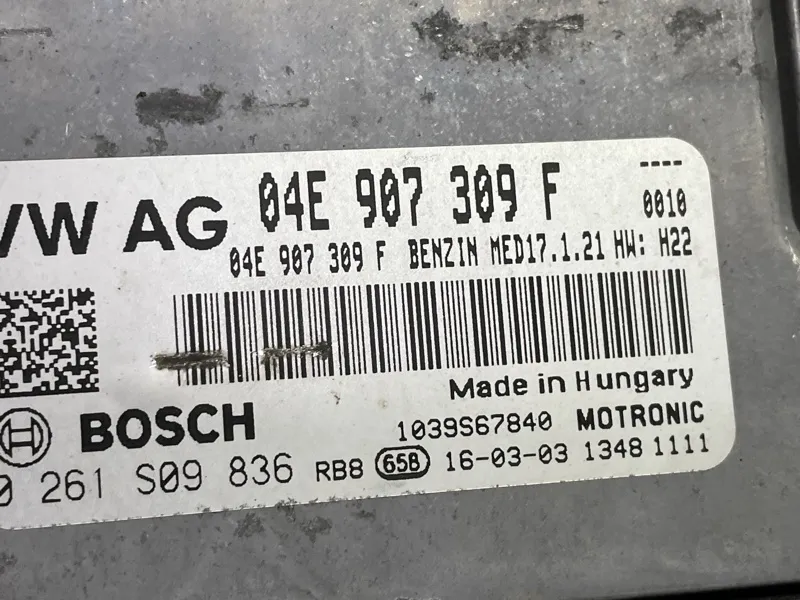 VW AG 04E 907 309 F ----
0010
04E 907 309 F BENZIN MED17.1.21 HW: H22
Made in Hungary
BOSCH 1039S67840 MOTRONIC
0 261 S09 836 RB8 658 16-03-03 1348 1111